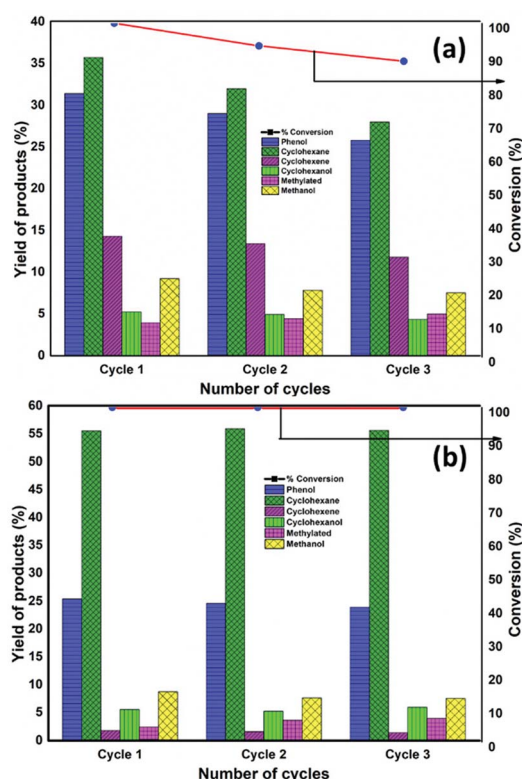 (a)
40
35
30
25
20
15
10
5
0
Yield of products (%)
100
90
80
70
60
50
40
30
20
10
0
Conversion (%)
% Conversion
Phenol
Cyclohexane
Cyclohexene
Cyclohexanol
Methylated
Methanol
Cycle 1 Cycle 2 Cycle 3
Number of cycles
(b)
60
55
50
45
40
35
30
25
20
15
10
5
0
Yield of products (%)
100
90
80
70
60
50
40
30
20
10
0
Conversion (%)
% Conversion
Phenol
Cyclohexane
Cyclohexene
Cyclohexanol
Methylated
Methanol
Cycle 1 Cycle 2 Cycle 3
Number of cycles